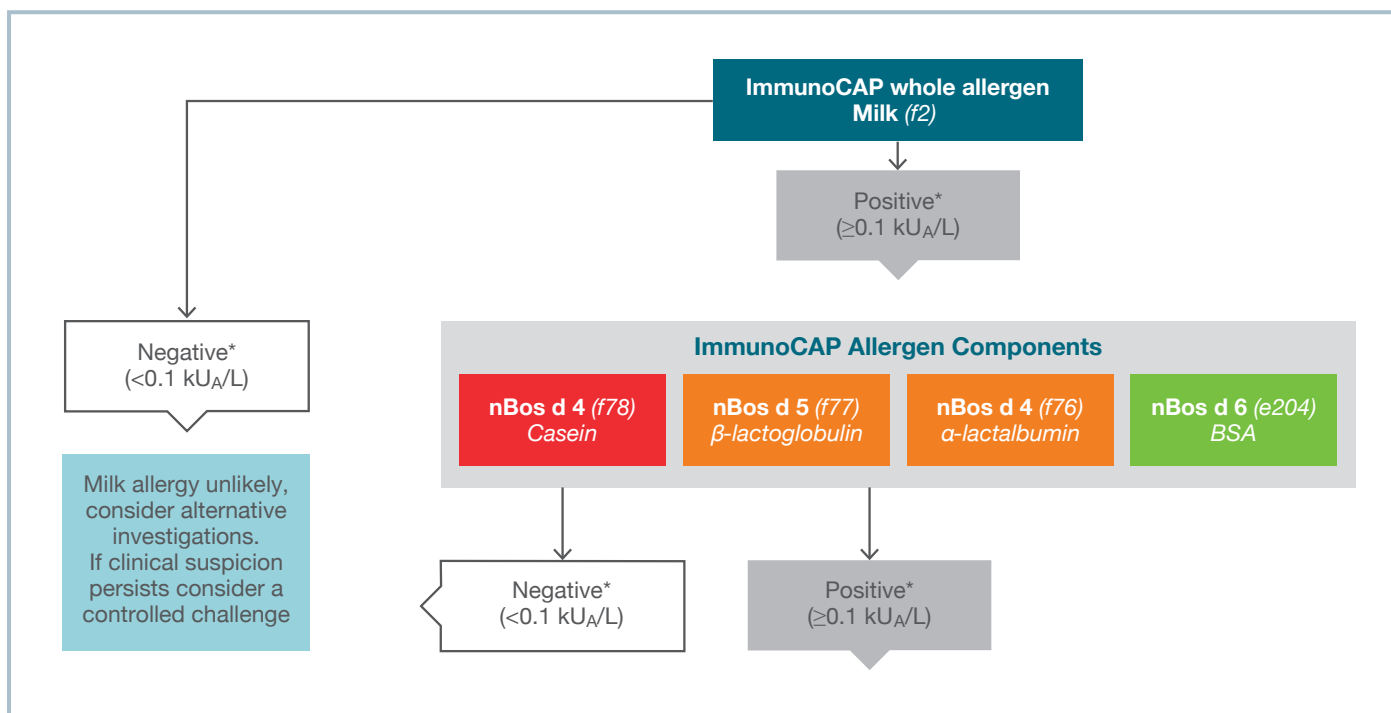 ImmunoCAP whole allergen
Milk (f2)
Positive*
(≥0.1 kUA/L)
Negative*
(<0.1 kUA/L)
Milk allergy unlikely,
consider alternative
investigations.
If clinical suspicion
persists consider a
controlled challenge
ImmunoCAP Allergen Components
nBos d 4 (f78)
Casein
nBos d 5 (f77)
β-lactoglobulin
nBos d 4 (f76)
α-lactalbumin
nBos d 6 (e204)
BSA
Negative*
(<0.1 kUA/L)
Positive*
(≥0.1 kUA/L)